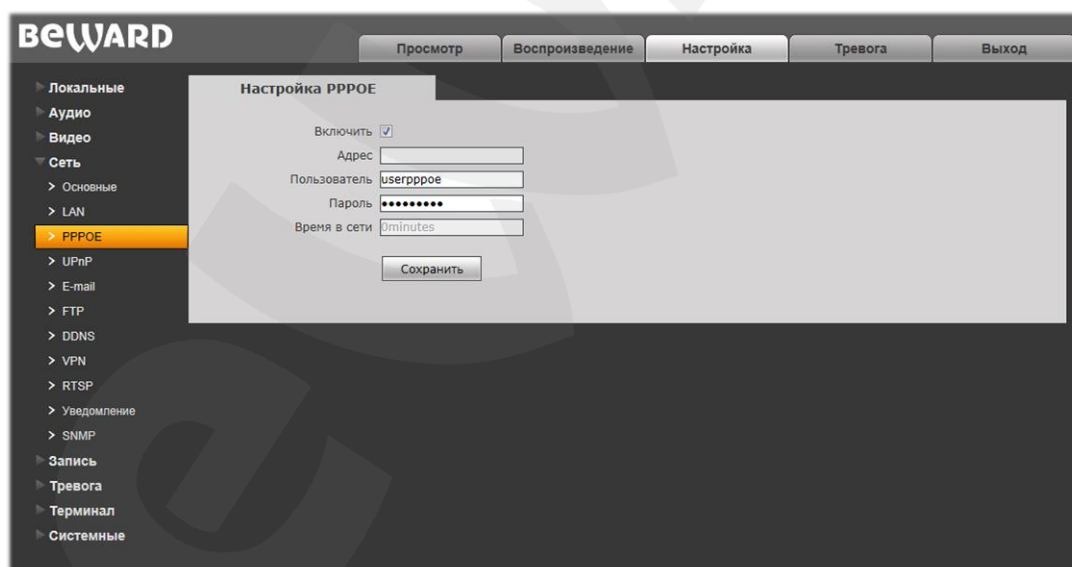 BEWARD
Просмотр Воспроизведение Настройка Тревога Выход
Локальные
Аудио
Видео
Сеть
> Основные
> LAN
> PPPOE
> UPnP
> E-mail
> FTP
> DDNS
> VPN
> RTSP
> Уведомление
> SNMP
Запись
Тревога
Терминал
Системные
Настройка PPPOE
Включить
Адрес
Пользователь userpppoe
Пароль •••••••••
Время в сети 0minutes
Сохранить